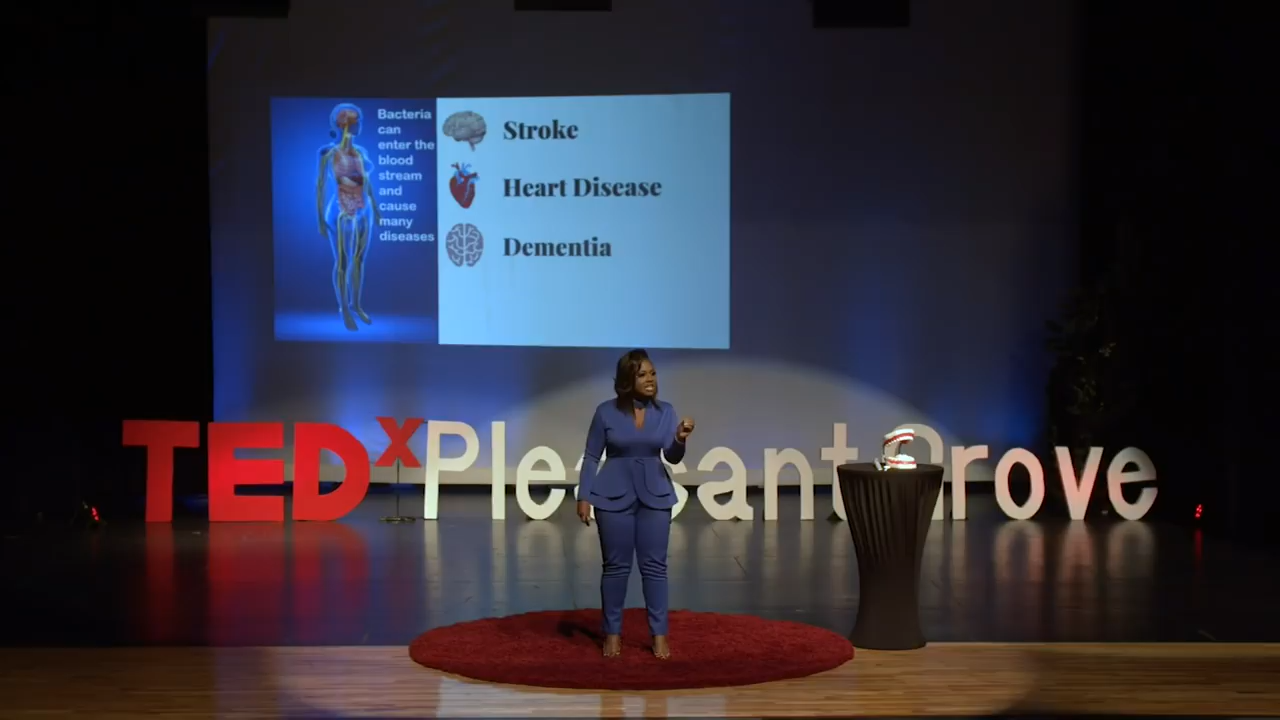 Bacteria
can
enter the
blood
stream
and
cause
many
diseases
Stroke
Heart Disease
Dementia
TEDxPleasant Grove